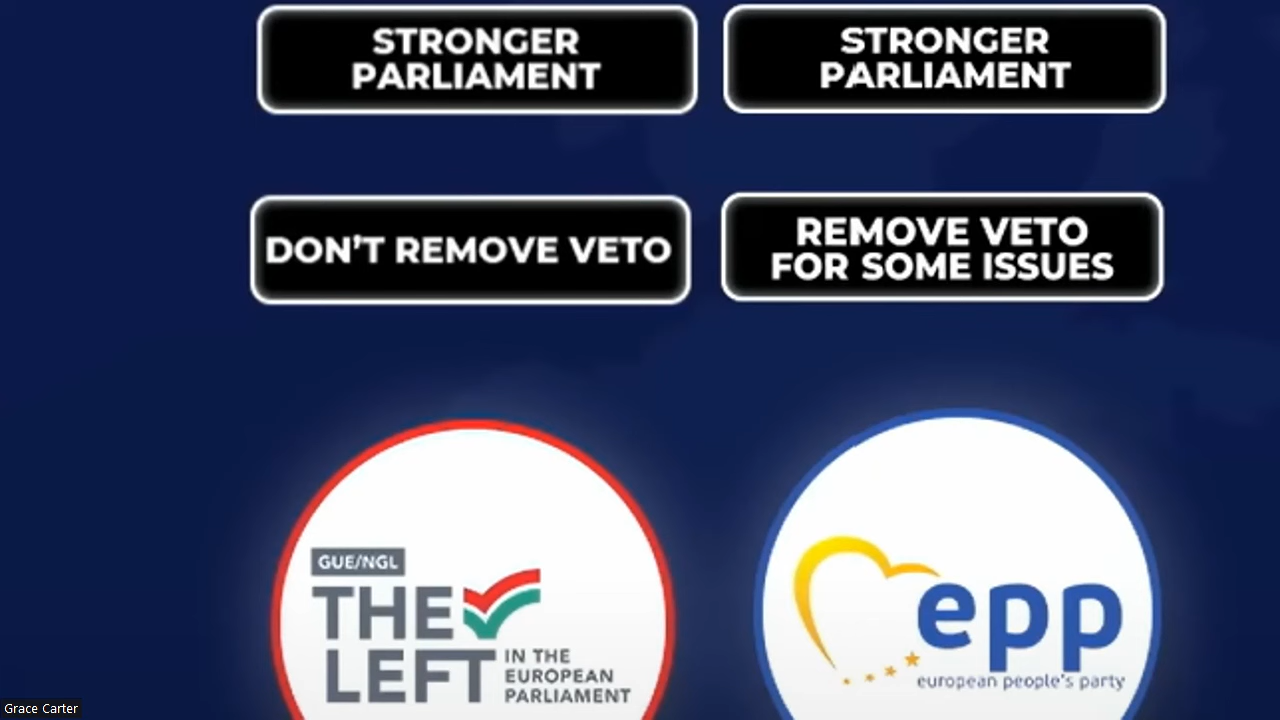 STRONGER
PARLIAMENT
STRONGER
PARLIAMENT
DON'T REMOVE VETO
REMOVE VETO
FOR SOME ISSUES
GUE/NGL
THE
LEFT
IN THE
EUROPEAN
PARLIAMENT
epp
european people's party
Grace Carter